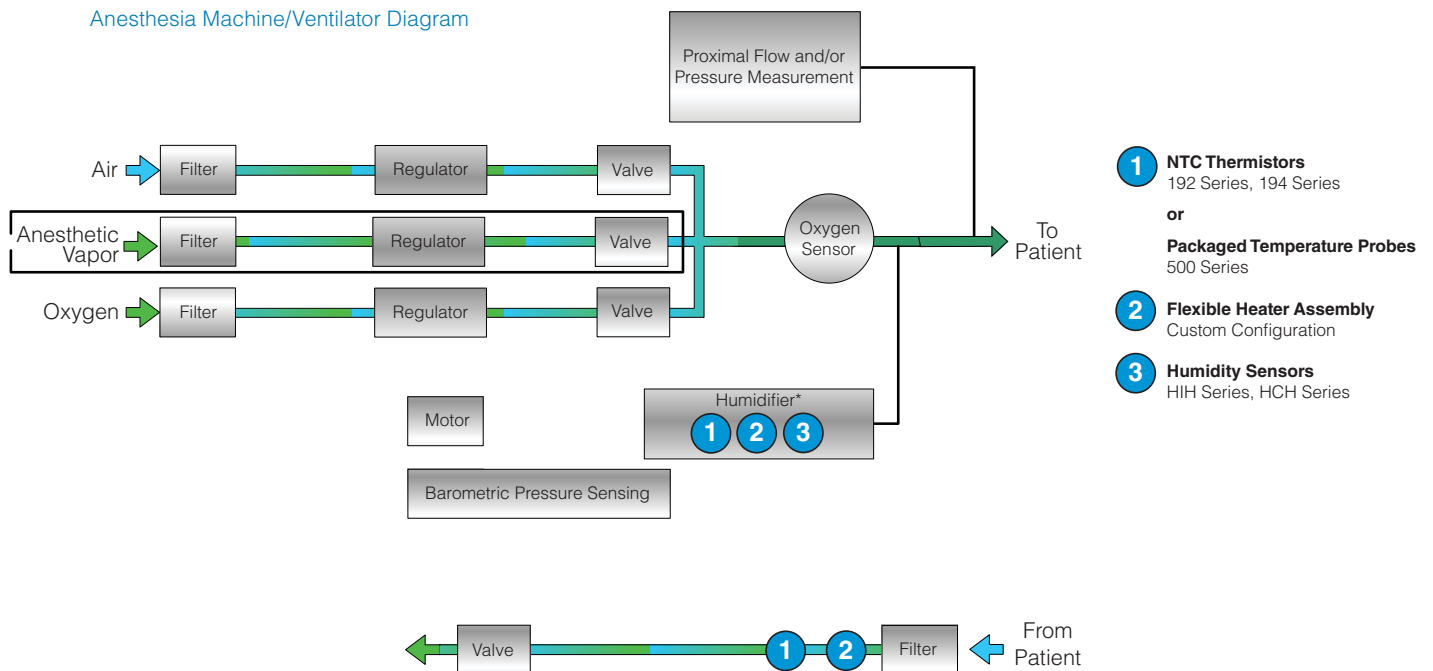 Anesthesia Machine/Ventilator Diagram
Proximal Flow and/or
Pressure Measurement
Air
Filter
Regulator
Valve
Anesthetic
Vapor
Filter
Regulator
Valve
Oxygen
Sensor
To
Patient
Oxygen
Filter
Regulator
Valve
Motor
Humidifier*
1
2
3
Barometric Pressure Sensing
Valve
1
2
Filter
From
Patient
1
NTC Thermistors
192 Series, 194 Series
or
Packaged Temperature Probes
500 Series
2
Flexible Heater Assembly
Custom Configuration
3
Humidity Sensors
HIH Series, HCH Series